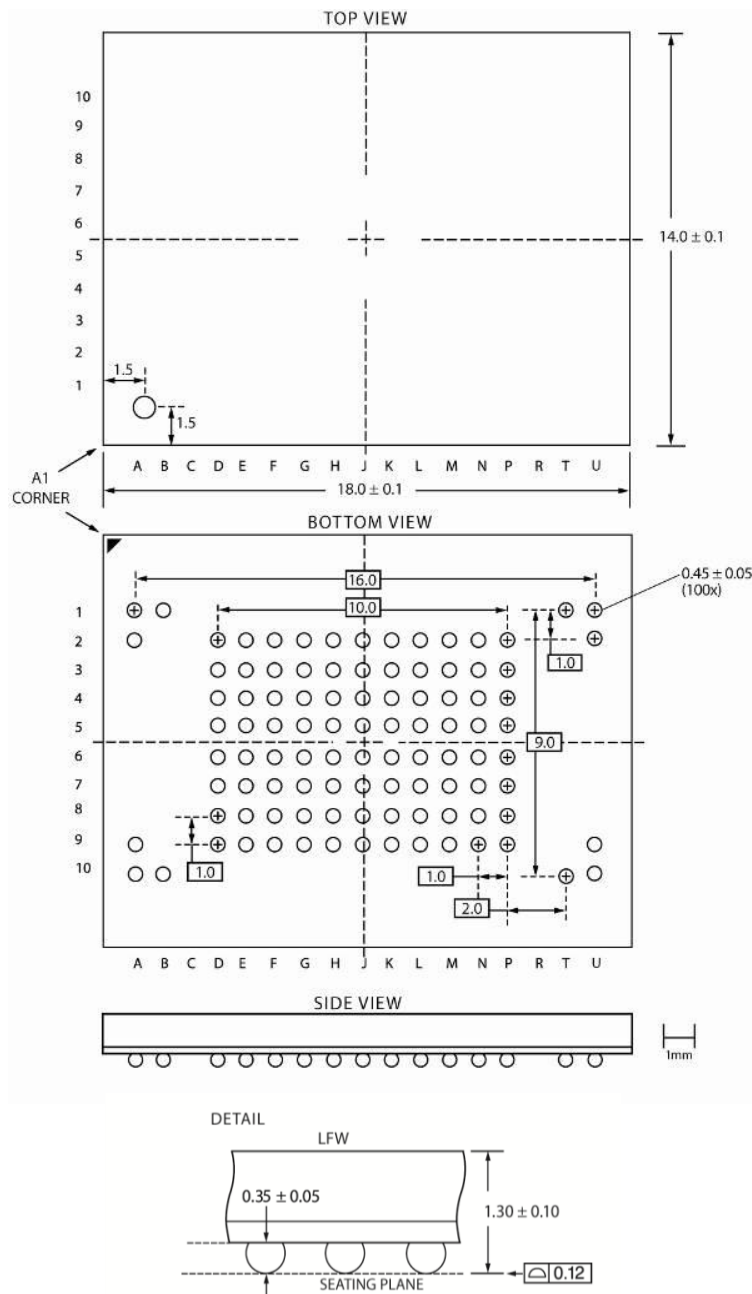 TOP VIEW
10
9
8
7
6
5
4
3
2
1
14.0 ± 0.1
1.5
1.5
A B C D E F G H J K L M N P R T U
18.0 ± 0.1
A1
CORNER
BOTTOM VIEW
16.0
10.0
0.45 ± 0.05
(100x)
1
2
3
4
5
6
7
8
9
10
1.0
9.0
1.0
1.0
2.0
A B C D E F G H J K L M N P R T U
SIDE VIEW
1mm
DETAIL
LFW
0.35 ± 0.05
1.30 ± 0.10
SEATING PLANE
0.12